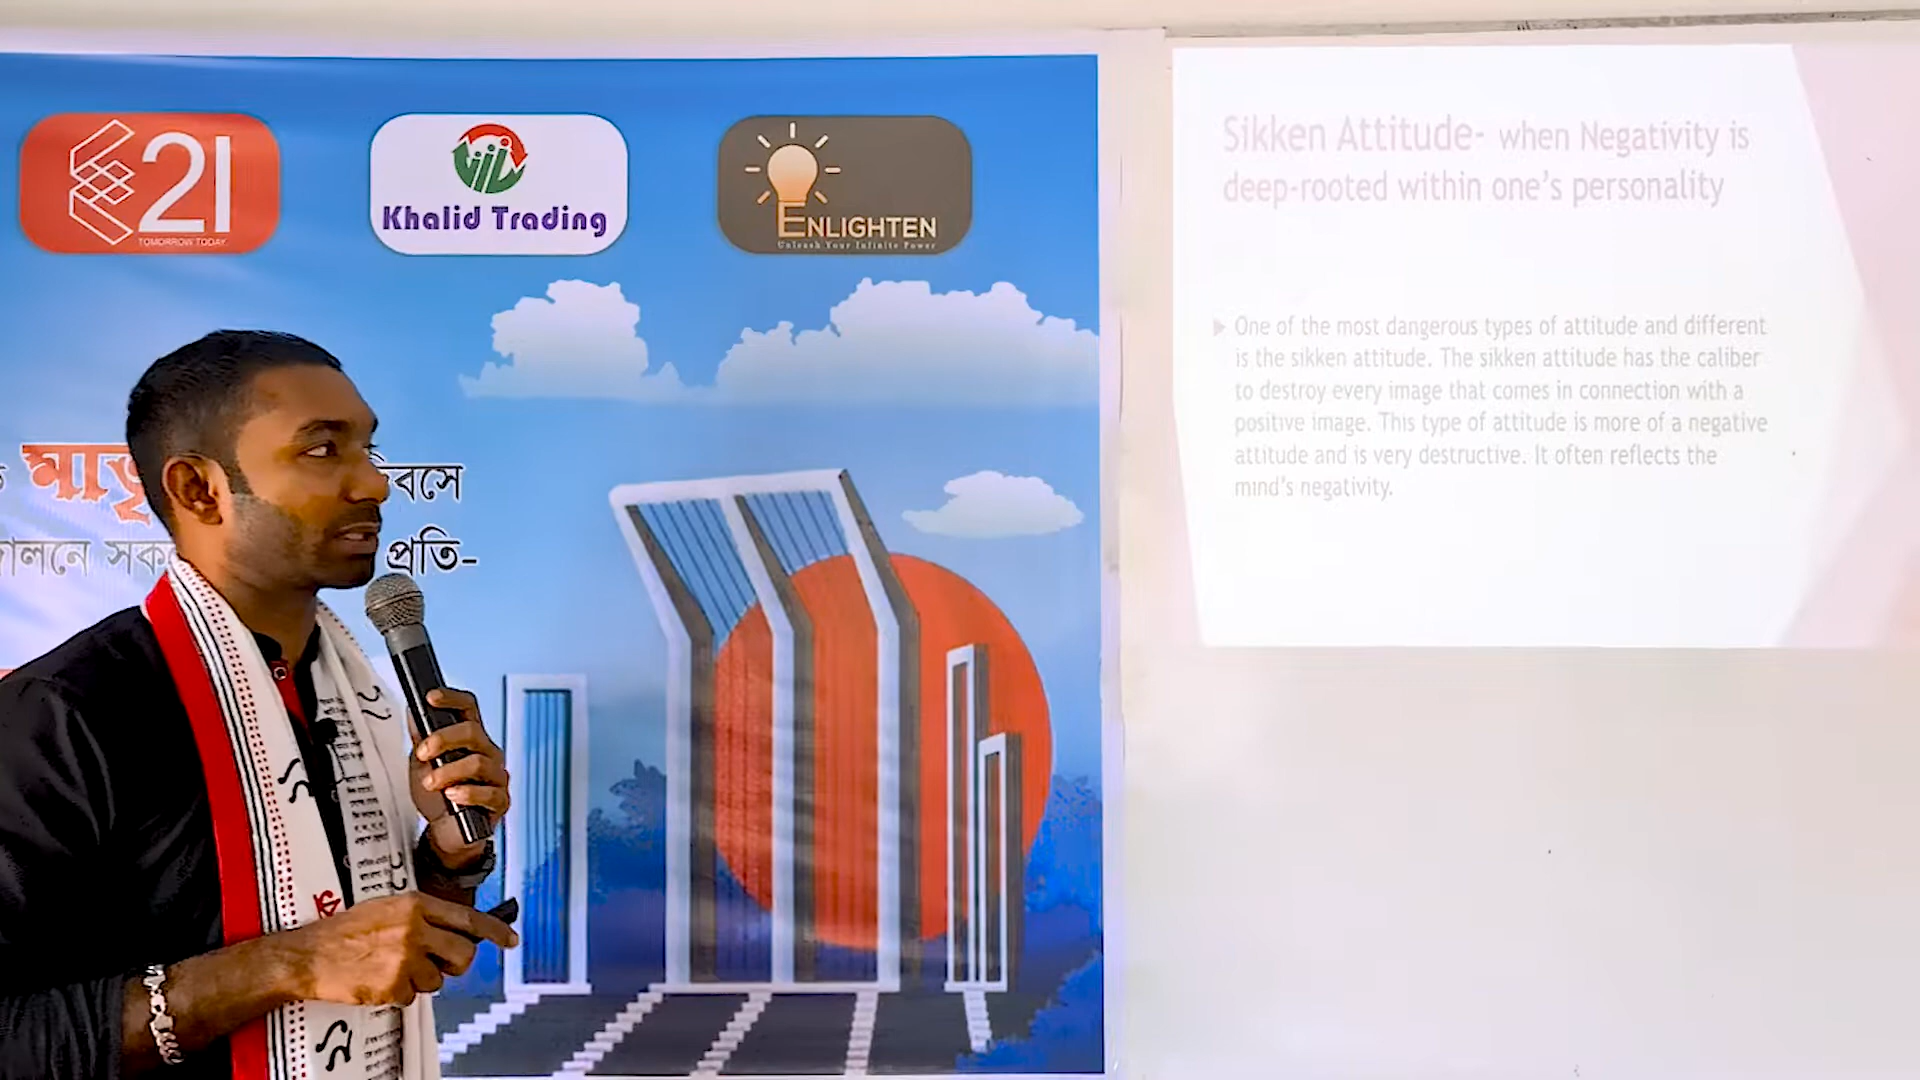 21
TOMORROW TODAY
Khalid Trading
ENLIGHTEN
Unleash Your Infinite Power
বসে
প্রতি-
Sikken Attitude- when Negativity is
deep-rooted within one's personality
One of the most dangerous types of attitude and different
is the sikken attitude. The sikken attitude has the caliber
to destroy every image that comes in connection with a
positive image. This type of attitude is more of a negative
attitude and is very destructive. It often reflects the
mind's negativity.